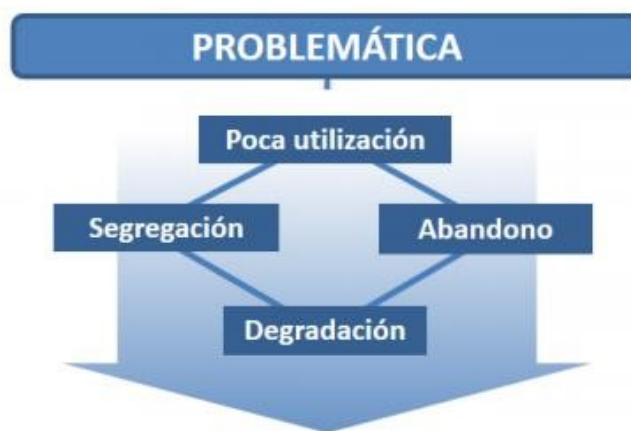 PROBLEMÁTICA
Poca utilización
Segregación
Abandono
Degradación